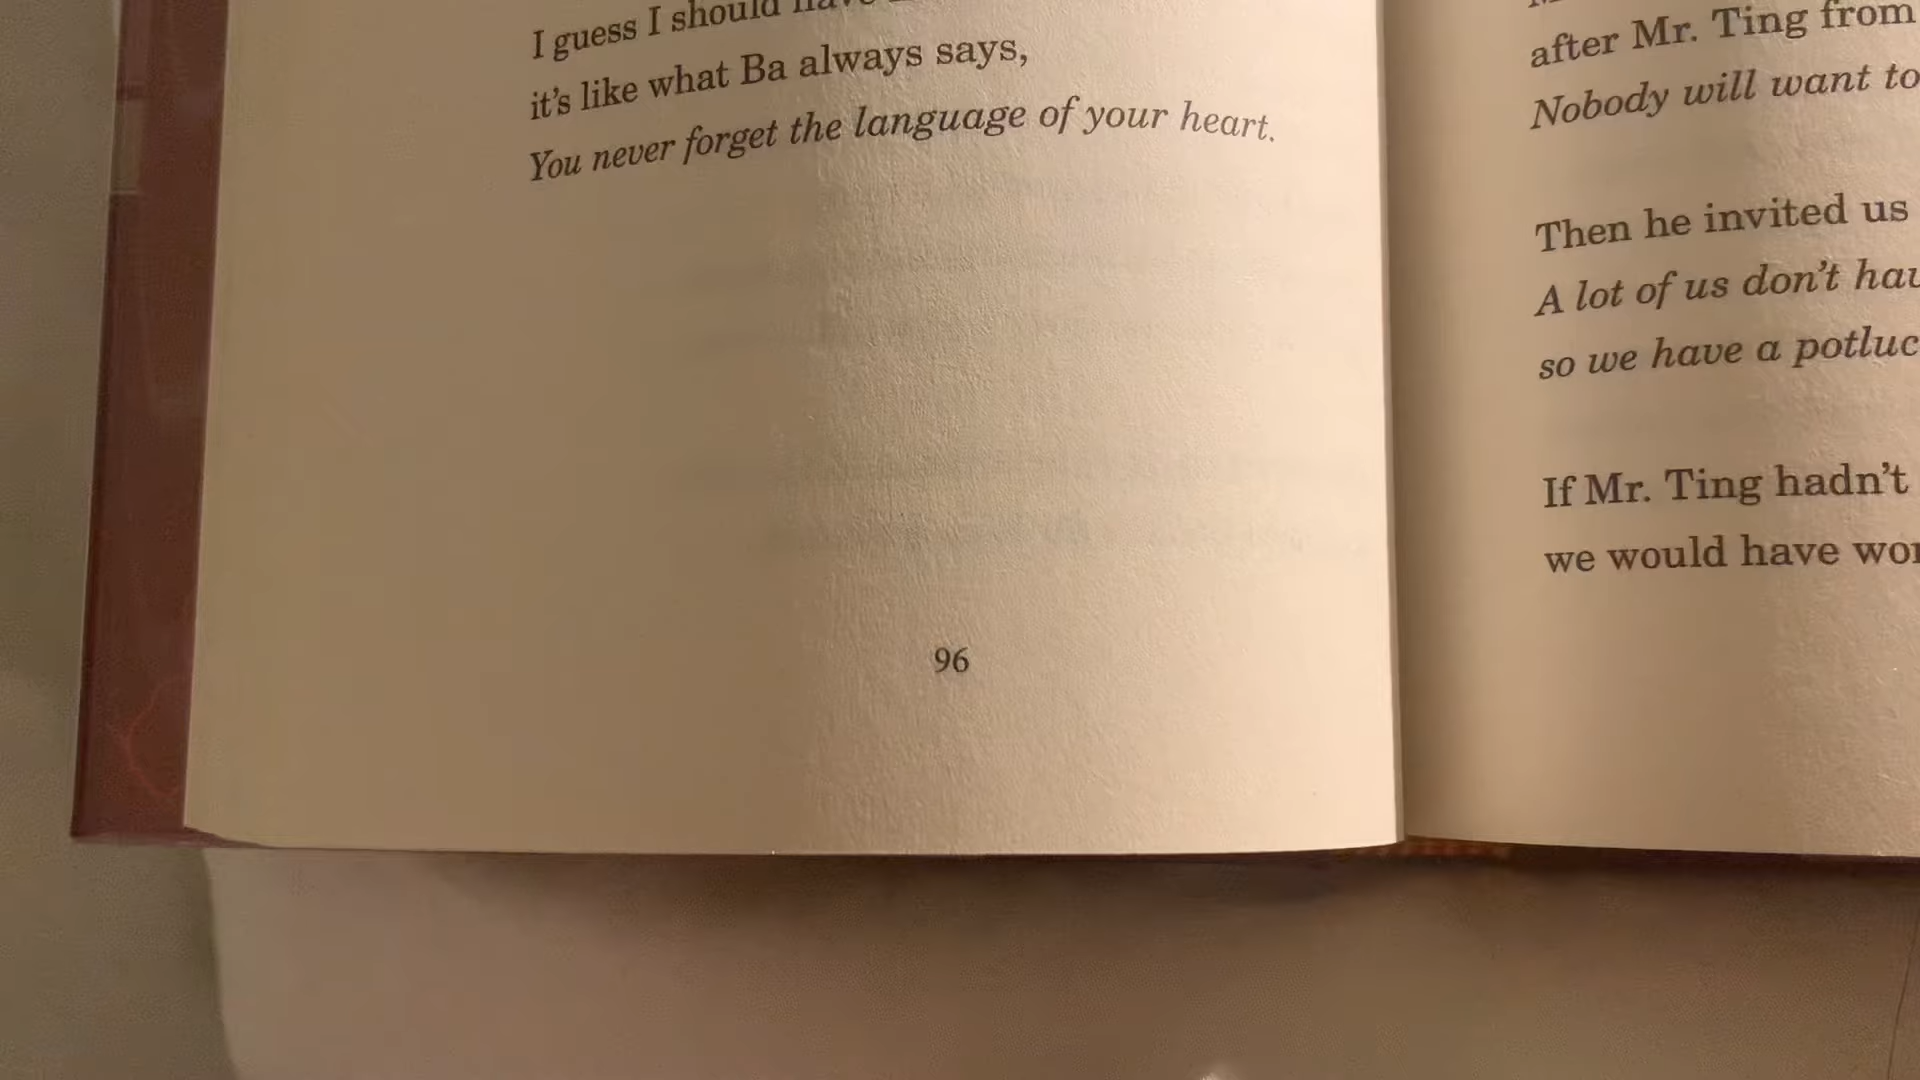 I guess I should
it's like what Ba always says,
You never forget the language of your heart.
96
after Mr. Ting from
Nobody will want to
Then he invited us
A lot of us don't
so we have a
If Mr. Ting hadn't
we would have